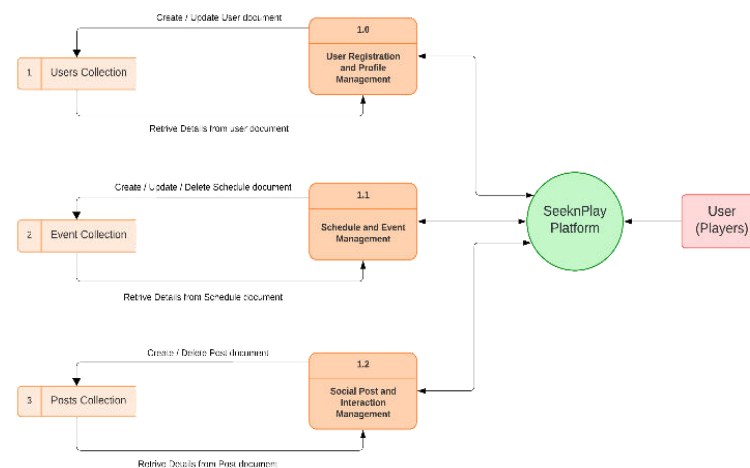 Create / Update User document
1.0
User Registration
and Profile
Management
1
Users Collection
Retrive Details from user document
Create / Update / Delete Schedule document
1.1
Schedule and Event
Management
2
Event Collection
Retrive Details from Schedule document
SeeknPlay
Platform
User
(Players)
Create / Delete Post document
1.2
Social Post and
Interaction
Management
3
Posts Collection
Retrive Details from Post document